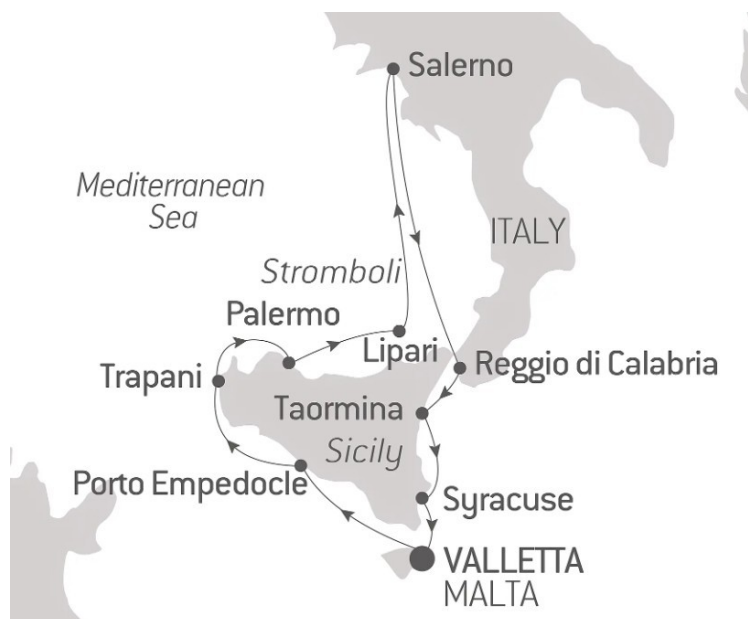 Salerno
Mediterranean
Sea
ITALY
Stromboli
Palermo
Lipari
Reggio di Calabria
Trapani
Taormina
Sicily
Porto Empedocle
Syracuse
VALLETTA
MALTA